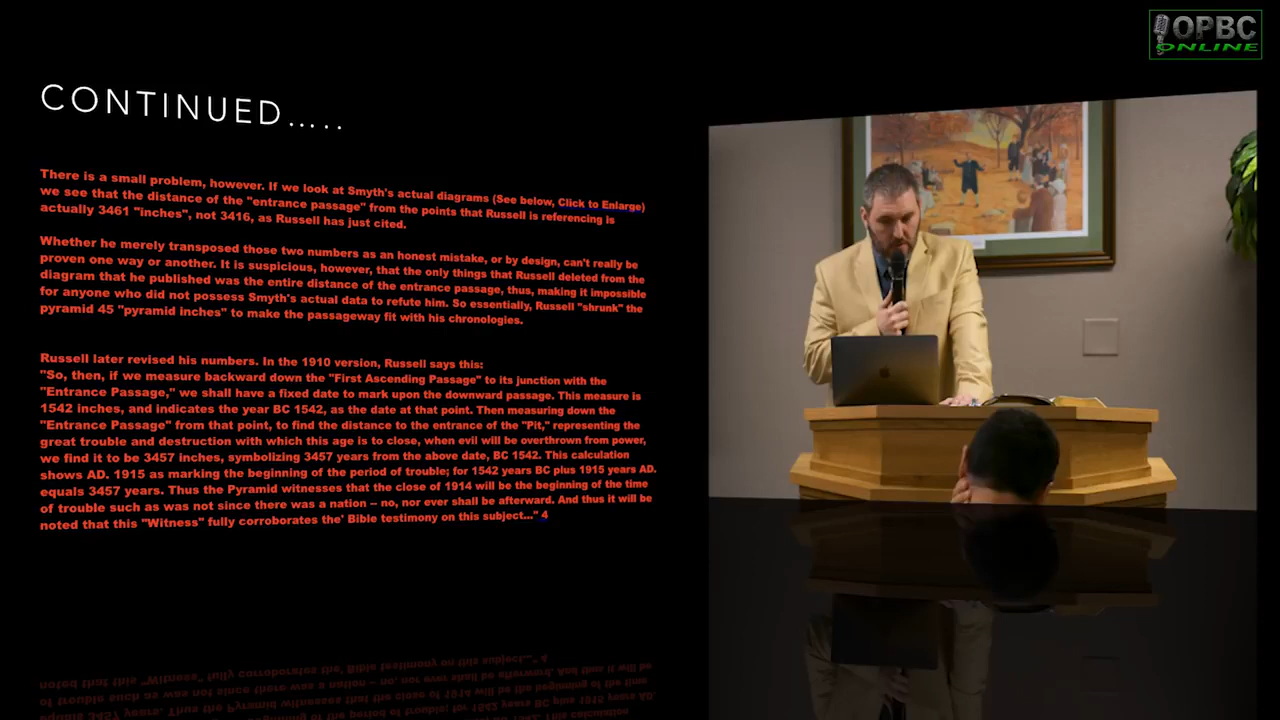 OPBC
ONLINE
CONTINUED.....
There is a small problem, however. If we look at Smyth's actual diagrams (See below, Click to Enlarge)
we see that the distance of the "entrance passage" from the points that Russell is referencing is
actually 3461 "inches", not 3416, as Russell has just cited.
Whether he merely transposed those two numbers as an honest mistake, or by design, can't really be
proven one way or another. It is suspicious, however, that the only things that Russell deleted from the
diagram that he published was the entire distance of the entrance passage, thus, making it impossible
for anyone who did not possess Smyth's actual data to refute him. So essentially, Russell "shrunk" the
pyramid 45 "pyramid inches" to make the passageway fit with his chronologies.
Russell later revised his numbers. In the 1910 version, Russell says this:
"So, then, if we measure backward down the "First Ascending Passage" to its junction with the
"Entrance Passage," we shall have a fixed date to mark upon the downward passage. This measure is
1542 inches, and indicates the year BC 1542, as the date at that point. Then measuring down the
"Entrance Passage" from that point, to find the distance to the entrance of the "Pit," representing the
great trouble and destruction with which this age is to close, when evil will be overthrown from power,
we find it to be 3457 inches, symbolizing 3457 years from the above date, BC 1542. This calculation
shows AD. 1915 as marking the beginning of the period of trouble; for 1542 years BC plus 1915 years AD.
equals 3457 years. Thus the Pyramid witnesses that the close of 1914 will be the beginning of the time
of trouble such as was not since there was a nation – no, nor ever shall be afterward. And thus it will be
noted that this "Witness" fully corroborates the' Bible testimony on this subject..." 4